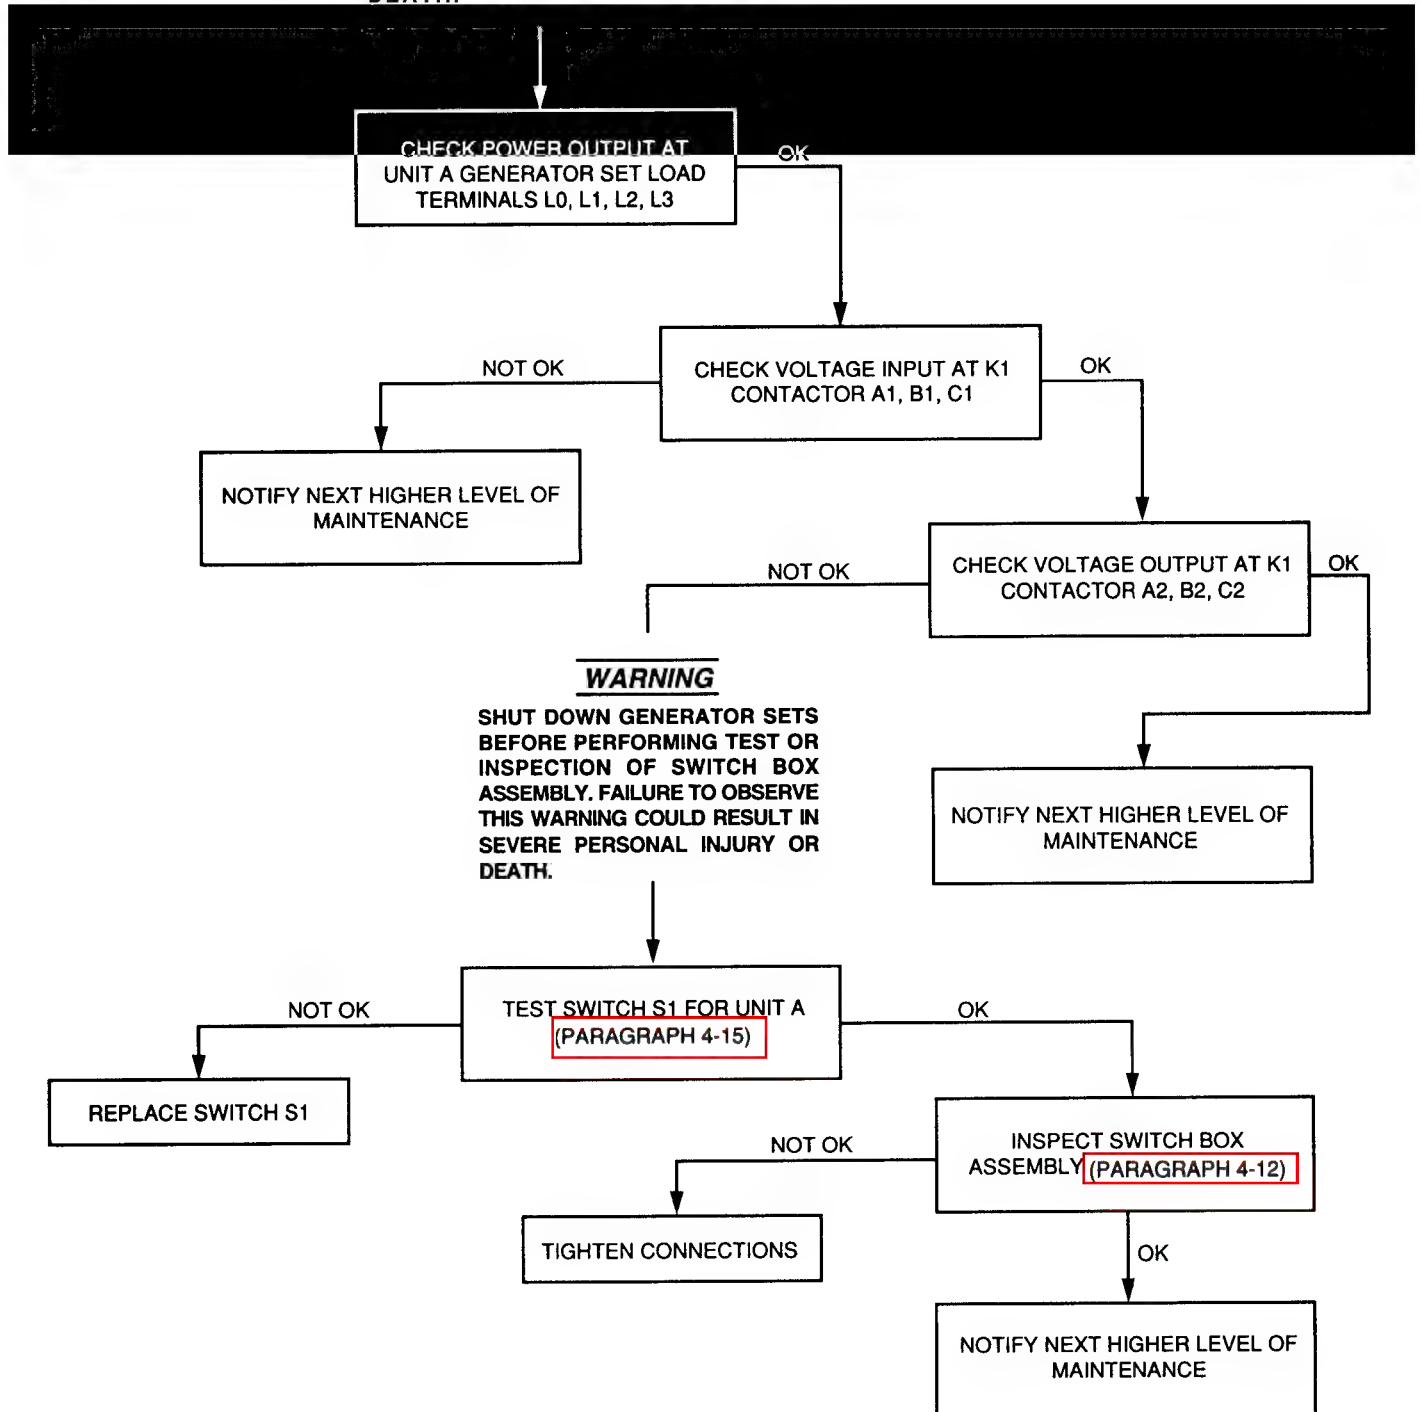 CHECK POWER OUTPUT AT
UNIT A GENERATOR SET LOAD
TERMINALS L0, L1, L2, L3
OK
CHECK VOLTAGE INPUT AT K1
CONTACTOR A1, B1, C1
NOT OK
OK
NOTIFY NEXT HIGHER LEVEL OF
MAINTENANCE
CHECK VOLTAGE OUTPUT AT K1
CONTACTOR A2, B2, C2
NOT OK
OK
WARNING
SHUT DOWN GENERATOR SETS
BEFORE PERFORMING TEST OR
INSPECTION OF SWITCH BOX
ASSEMBLY. FAILURE TO OBSERVE
THIS WARNING COULD RESULT IN
SEVERE PERSONAL INJURY OR
DEATH.
NOTIFY NEXT HIGHER LEVEL OF
MAINTENANCE
TEST SWITCH S1 FOR UNIT A
(PARAGRAPH 4-15)
NOT OK
OK
REPLACE SWITCH S1
INSPECT SWITCH BOX
ASSEMBLY (PARAGRAPH 4-12)
NOT OK
TIGHTEN CONNECTIONS
OK
NOTIFY NEXT HIGHER LEVEL OF
MAINTENANCE